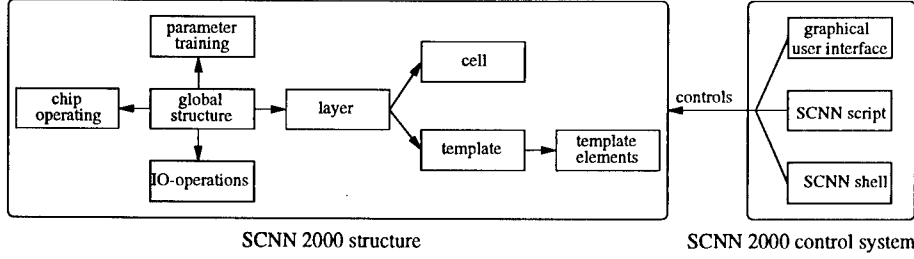 parameter
training
graphical
user interface
cell
chip
operating
global
structure
layer
controls
SCNN script
template
template
elements
IO-operations
SCNN shell
SCNN 2000 structure
SCNN 2000 control system